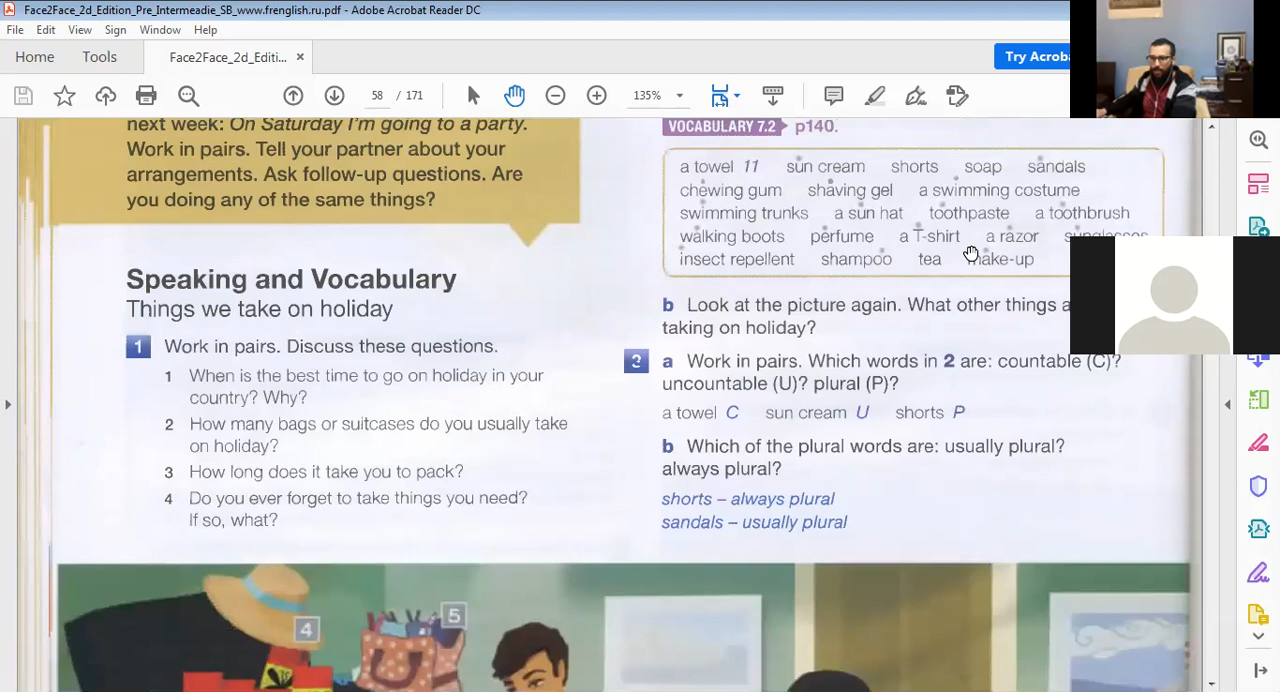 Face2Face_2d_Edition_Pre_Intermeadie_SB_www.frenglish.ru.pdf - Adobe Acrobat Reader DC
File Edit View Sign Window Help
Home Tools Face2Face_2d_Editi... × Try Acroba
58 / 171 135%
next week: On Saturday I'm going to a party.
Work in pairs. Tell your partner about your
arrangements. Ask follow-up questions. Are
you doing any of the same things?
Speaking and Vocabulary
Things we take on holiday
1 Work in pairs. Discuss these questions.
1 When is the best time to go on holiday in your
country? Why?
2 How many bags or suitcases do you usually take
on holiday?
3 How long does it take you to pack?
4 Do you ever forget to take things you need?
If so, what?
VOCABULARY 7.2 p140.
a towel 11 sun cream shorts soap sandals
chewing gum shaving gel a swimming costume
swimming trunks a sun hat toothpaste a toothbrush
walking boots perfume a T-shirt a razor sunglasses
insect repellent shampoo tea make-up
b Look at the picture again. What other things a
taking on holiday?
3 a Work in pairs. Which words in 2 are: countable (C)?
uncountable (U)? plural (P)?
a towel C sun cream U shorts P
b Which of the plural words are: usually plural?
always plural?
shorts – always plural
sandals – usually plural
4
5